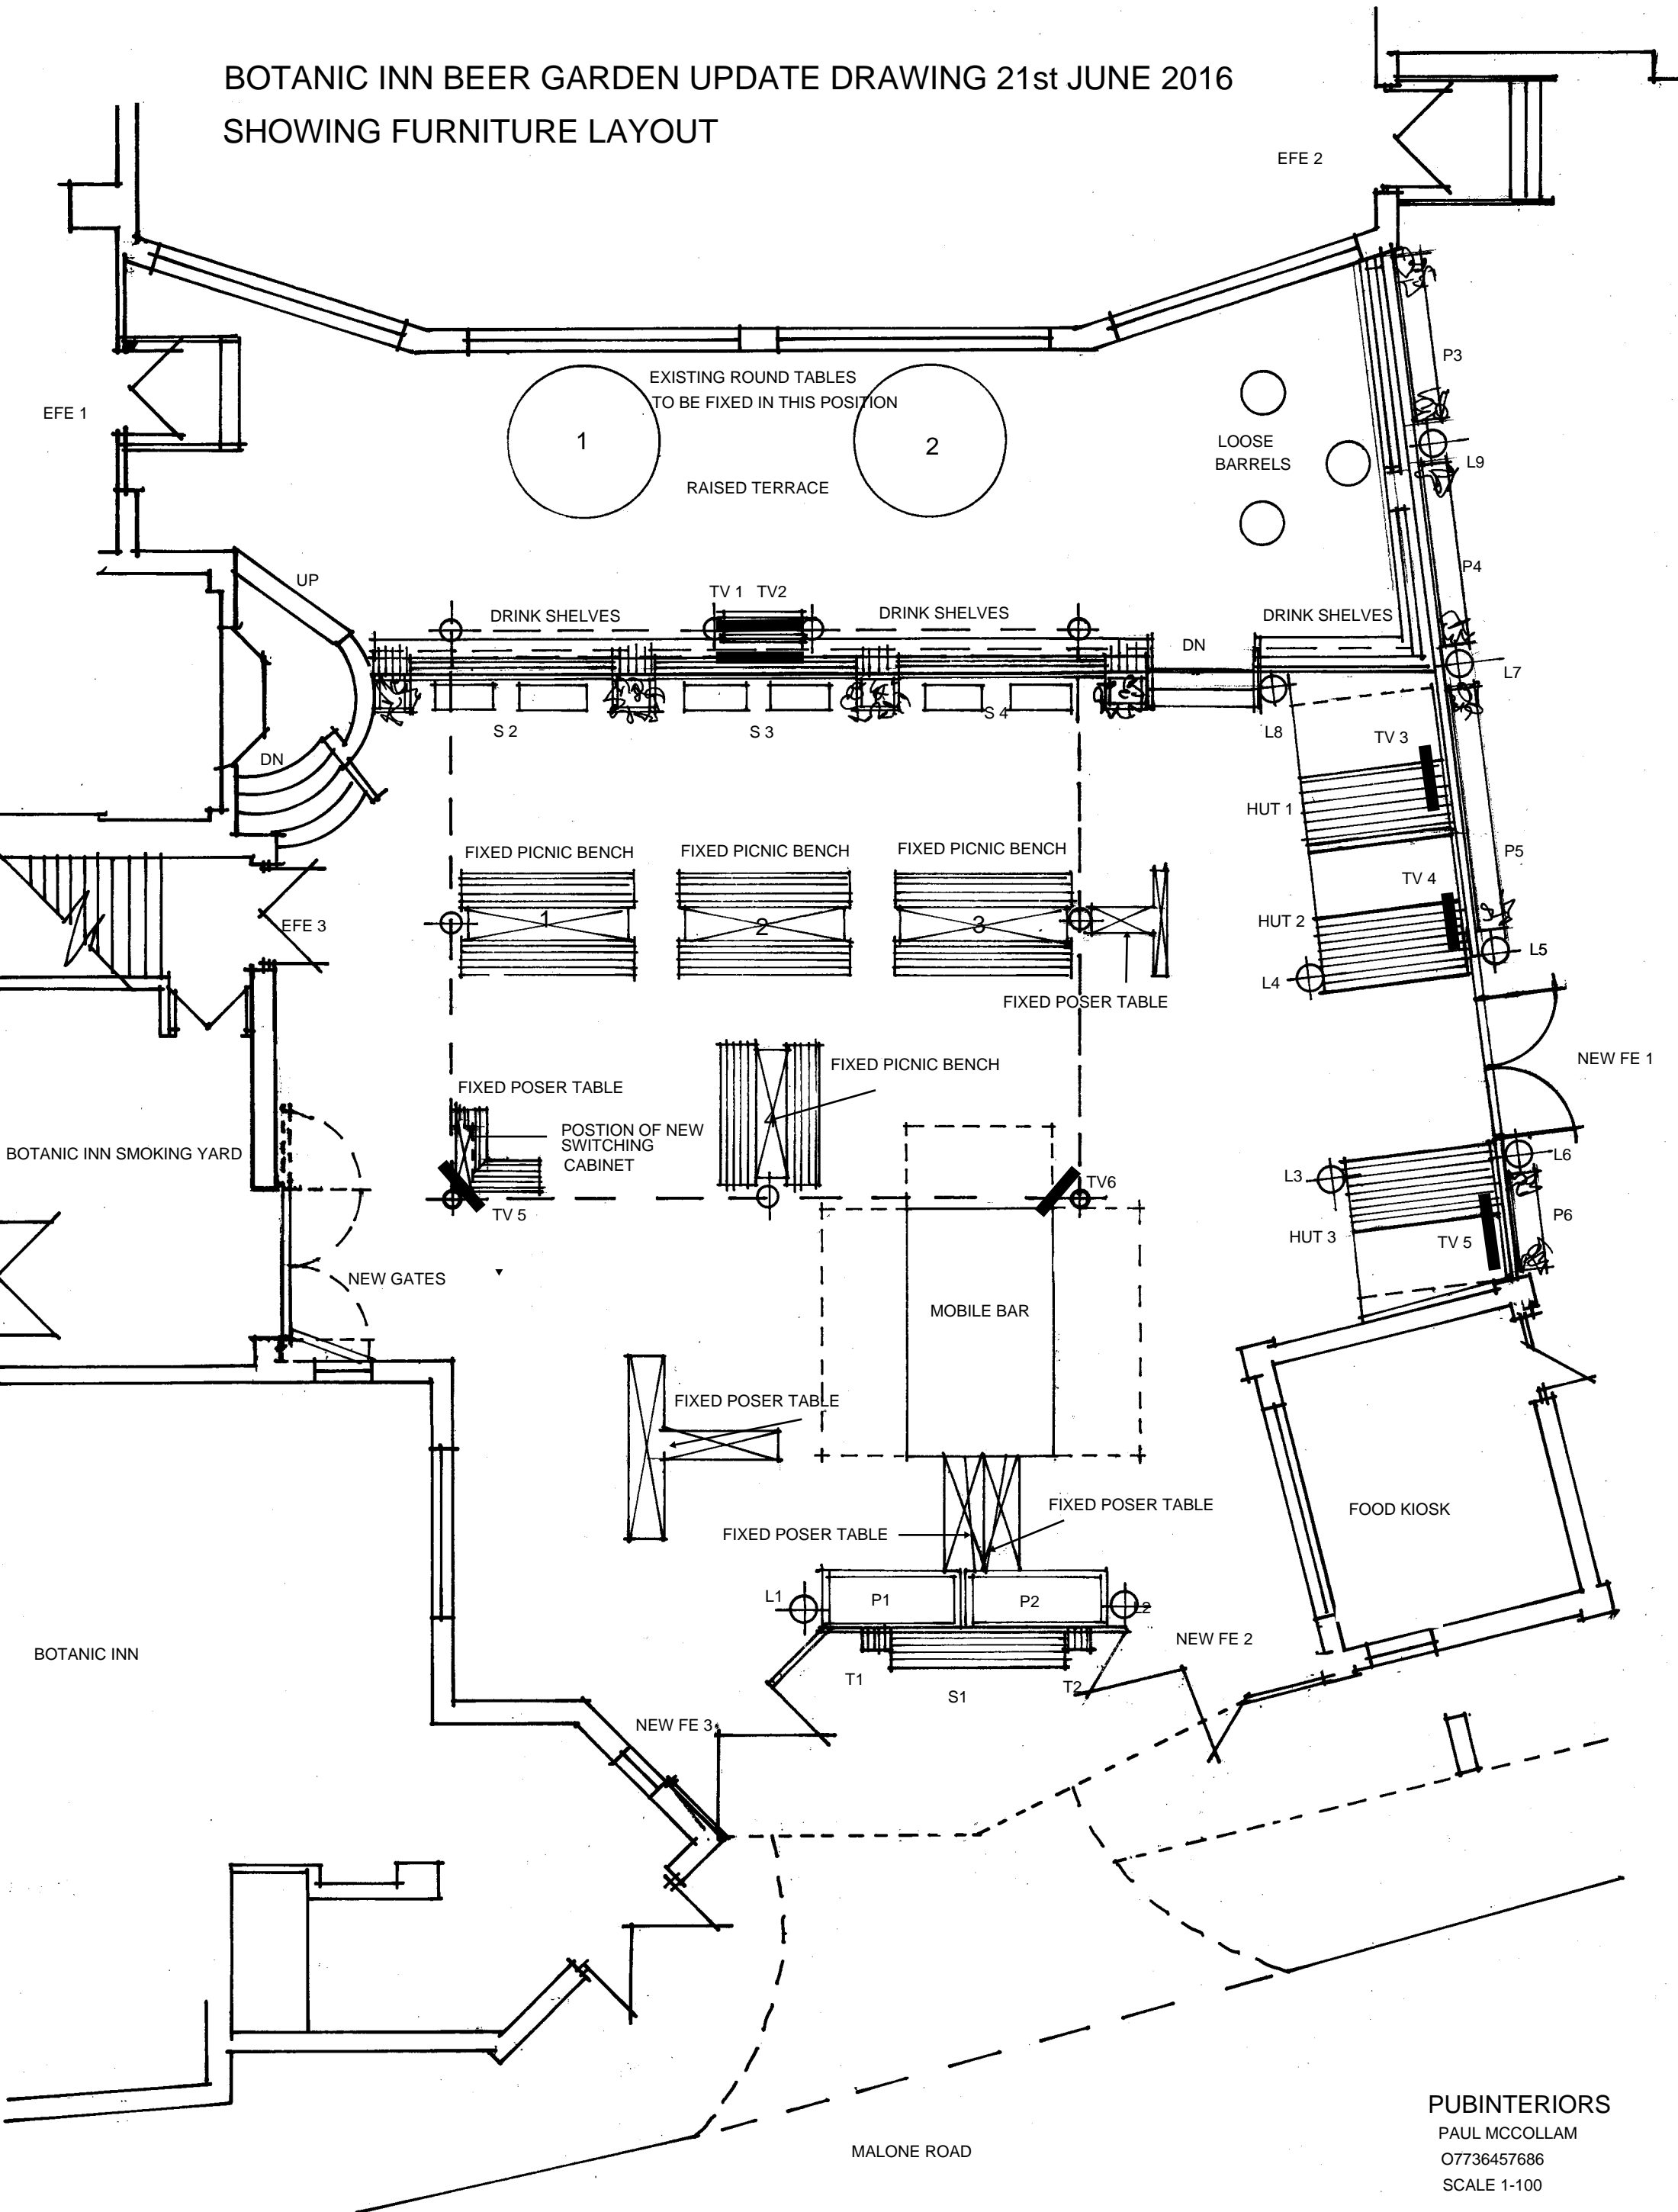 BOTANIC INN BEER GARDEN UPDATE DRAWING 21st JUNE 2016
SHOWING FURNITURE LAYOUT
EFE 2
P3
EXISTING ROUND TABLES
TO BE FIXED IN THIS POSITION
EFE 1
1
2
LOOSE
BARRELS
L9
RAISED TERRACE
P4
UP
TV 1
TV2
DRINK SHELVES
DRINK SHELVES
DRINK SHELVES
DN
L7
S 2
S 3
S 4
L8
TV 3
DN
HUT 1
FIXED PICNIC BENCH
FIXED PICNIC BENCH
FIXED PICNIC BENCH
P5
TV 4
1
2
3
EFE 3
HUT 2
L5
L4
FIXED POSER TABLE
NEW FE 1
FIXED PICNIC BENCH
FIXED POSER TABLE
4
POSTION OF NEW
SWITCHING
CABINET
BOTANIC INN SMOKING YARD
L6
L3
TV6
TV 5
P6
HUT 3
TV 5
NEW GATES
MOBILE BAR
FIXED POSER TABLE
FIXED POSER TABLE
FOOD KIOSK
FIXED POSER TABLE
L1
P1
P2
L2
NEW FE 2
BOTANIC INN
T1
T2
S1
NEW FE 3
MALONE ROAD
PUBINTERIORS
PAUL MCCOLLAM
O7736457686
SCALE 1-100